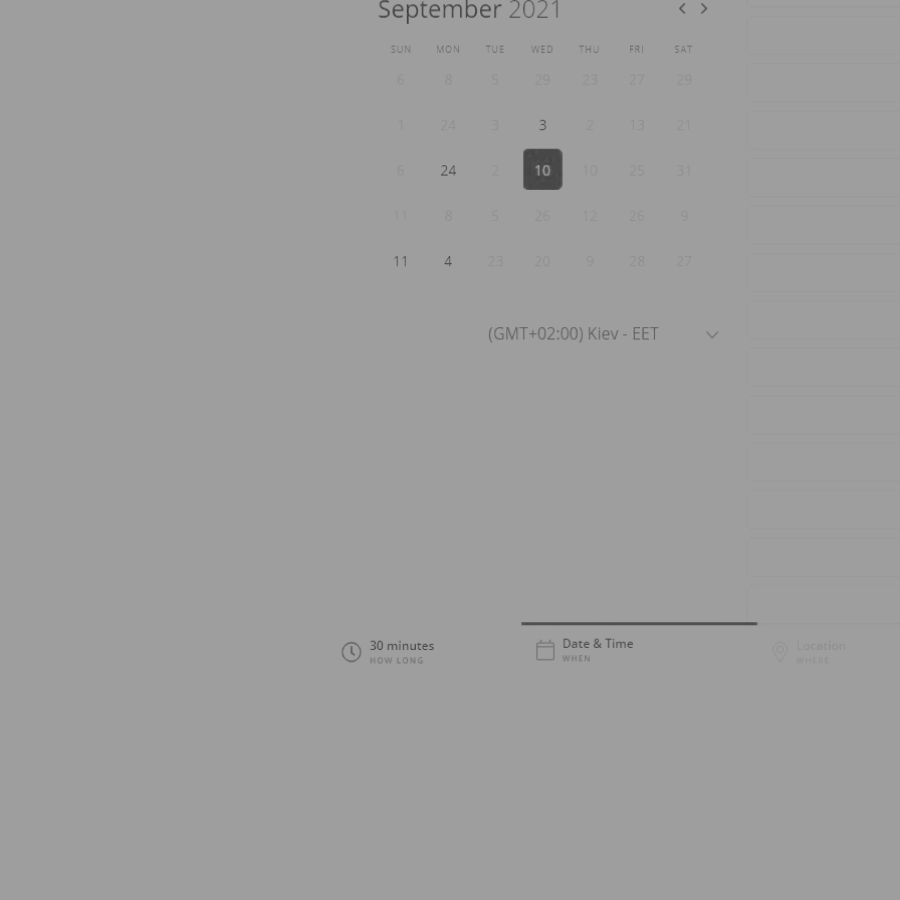 September 2021
SUN MON TUE WED THU FRI SAT
6 8 5 29 23 27 29
1 24 3 3 2 13 21
6 24 2 10 10 25 31
11 8 5 26 12 26 9
11 4 23 20 9 28 27
(GMT+02:00) Kiev - EET
30 minutes
HOW LONG
Date & Time
WHEN
Location
WHERE